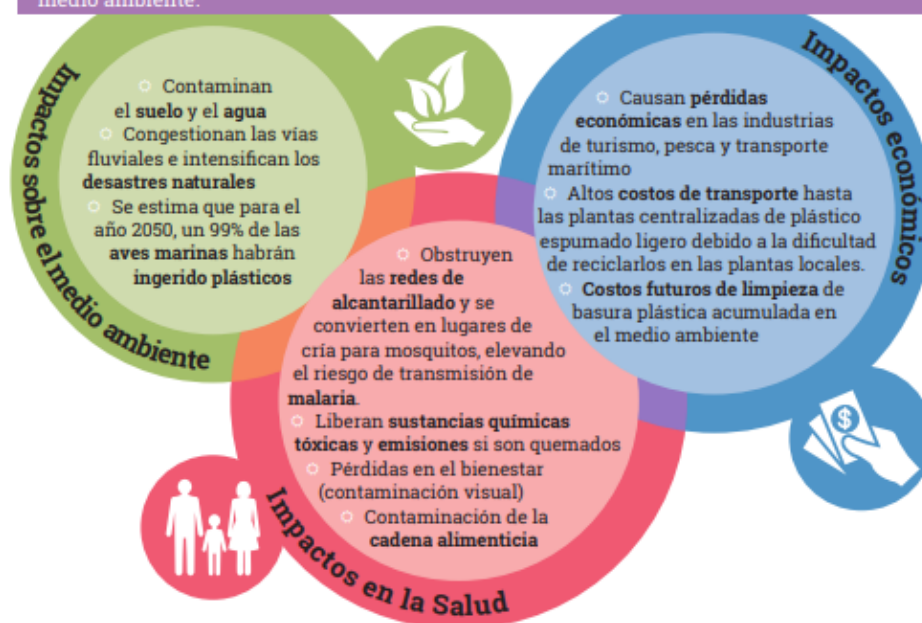 medio ambiente.
Impactos sobre el medio ambiente
Contaminan
el suelo y el agua
Congestionan las vías
fluviales e intensifican los
desastres naturales
Se estima que para el
año 2050, un 99% de las
aves marinas habrán
ingerido plásticos
Impactos económicos
Causan pérdidas
económicas en las industrias
de turismo, pesca y transporte
marítimo
Altos costos de transporte hasta
las plantas centralizadas de plástico
espumado ligero debido a la dificultad
de reciclarlos en las plantas locales.
Costos futuros de limpieza de
basura plástica acumulada en
el medio ambiente
$
Obstruyen
las redes de
alcantarillado y se
convierten en lugares de
cría para mosquitos, elevando
el riesgo de transmisión de
malaria.
Liberan sustancias químicas
tóxicas y emisiones si son quemados
Pérdidas en el bienestar
(contaminación visual)
Contaminación de la
cadena alimenticia
Impactos en la Salud